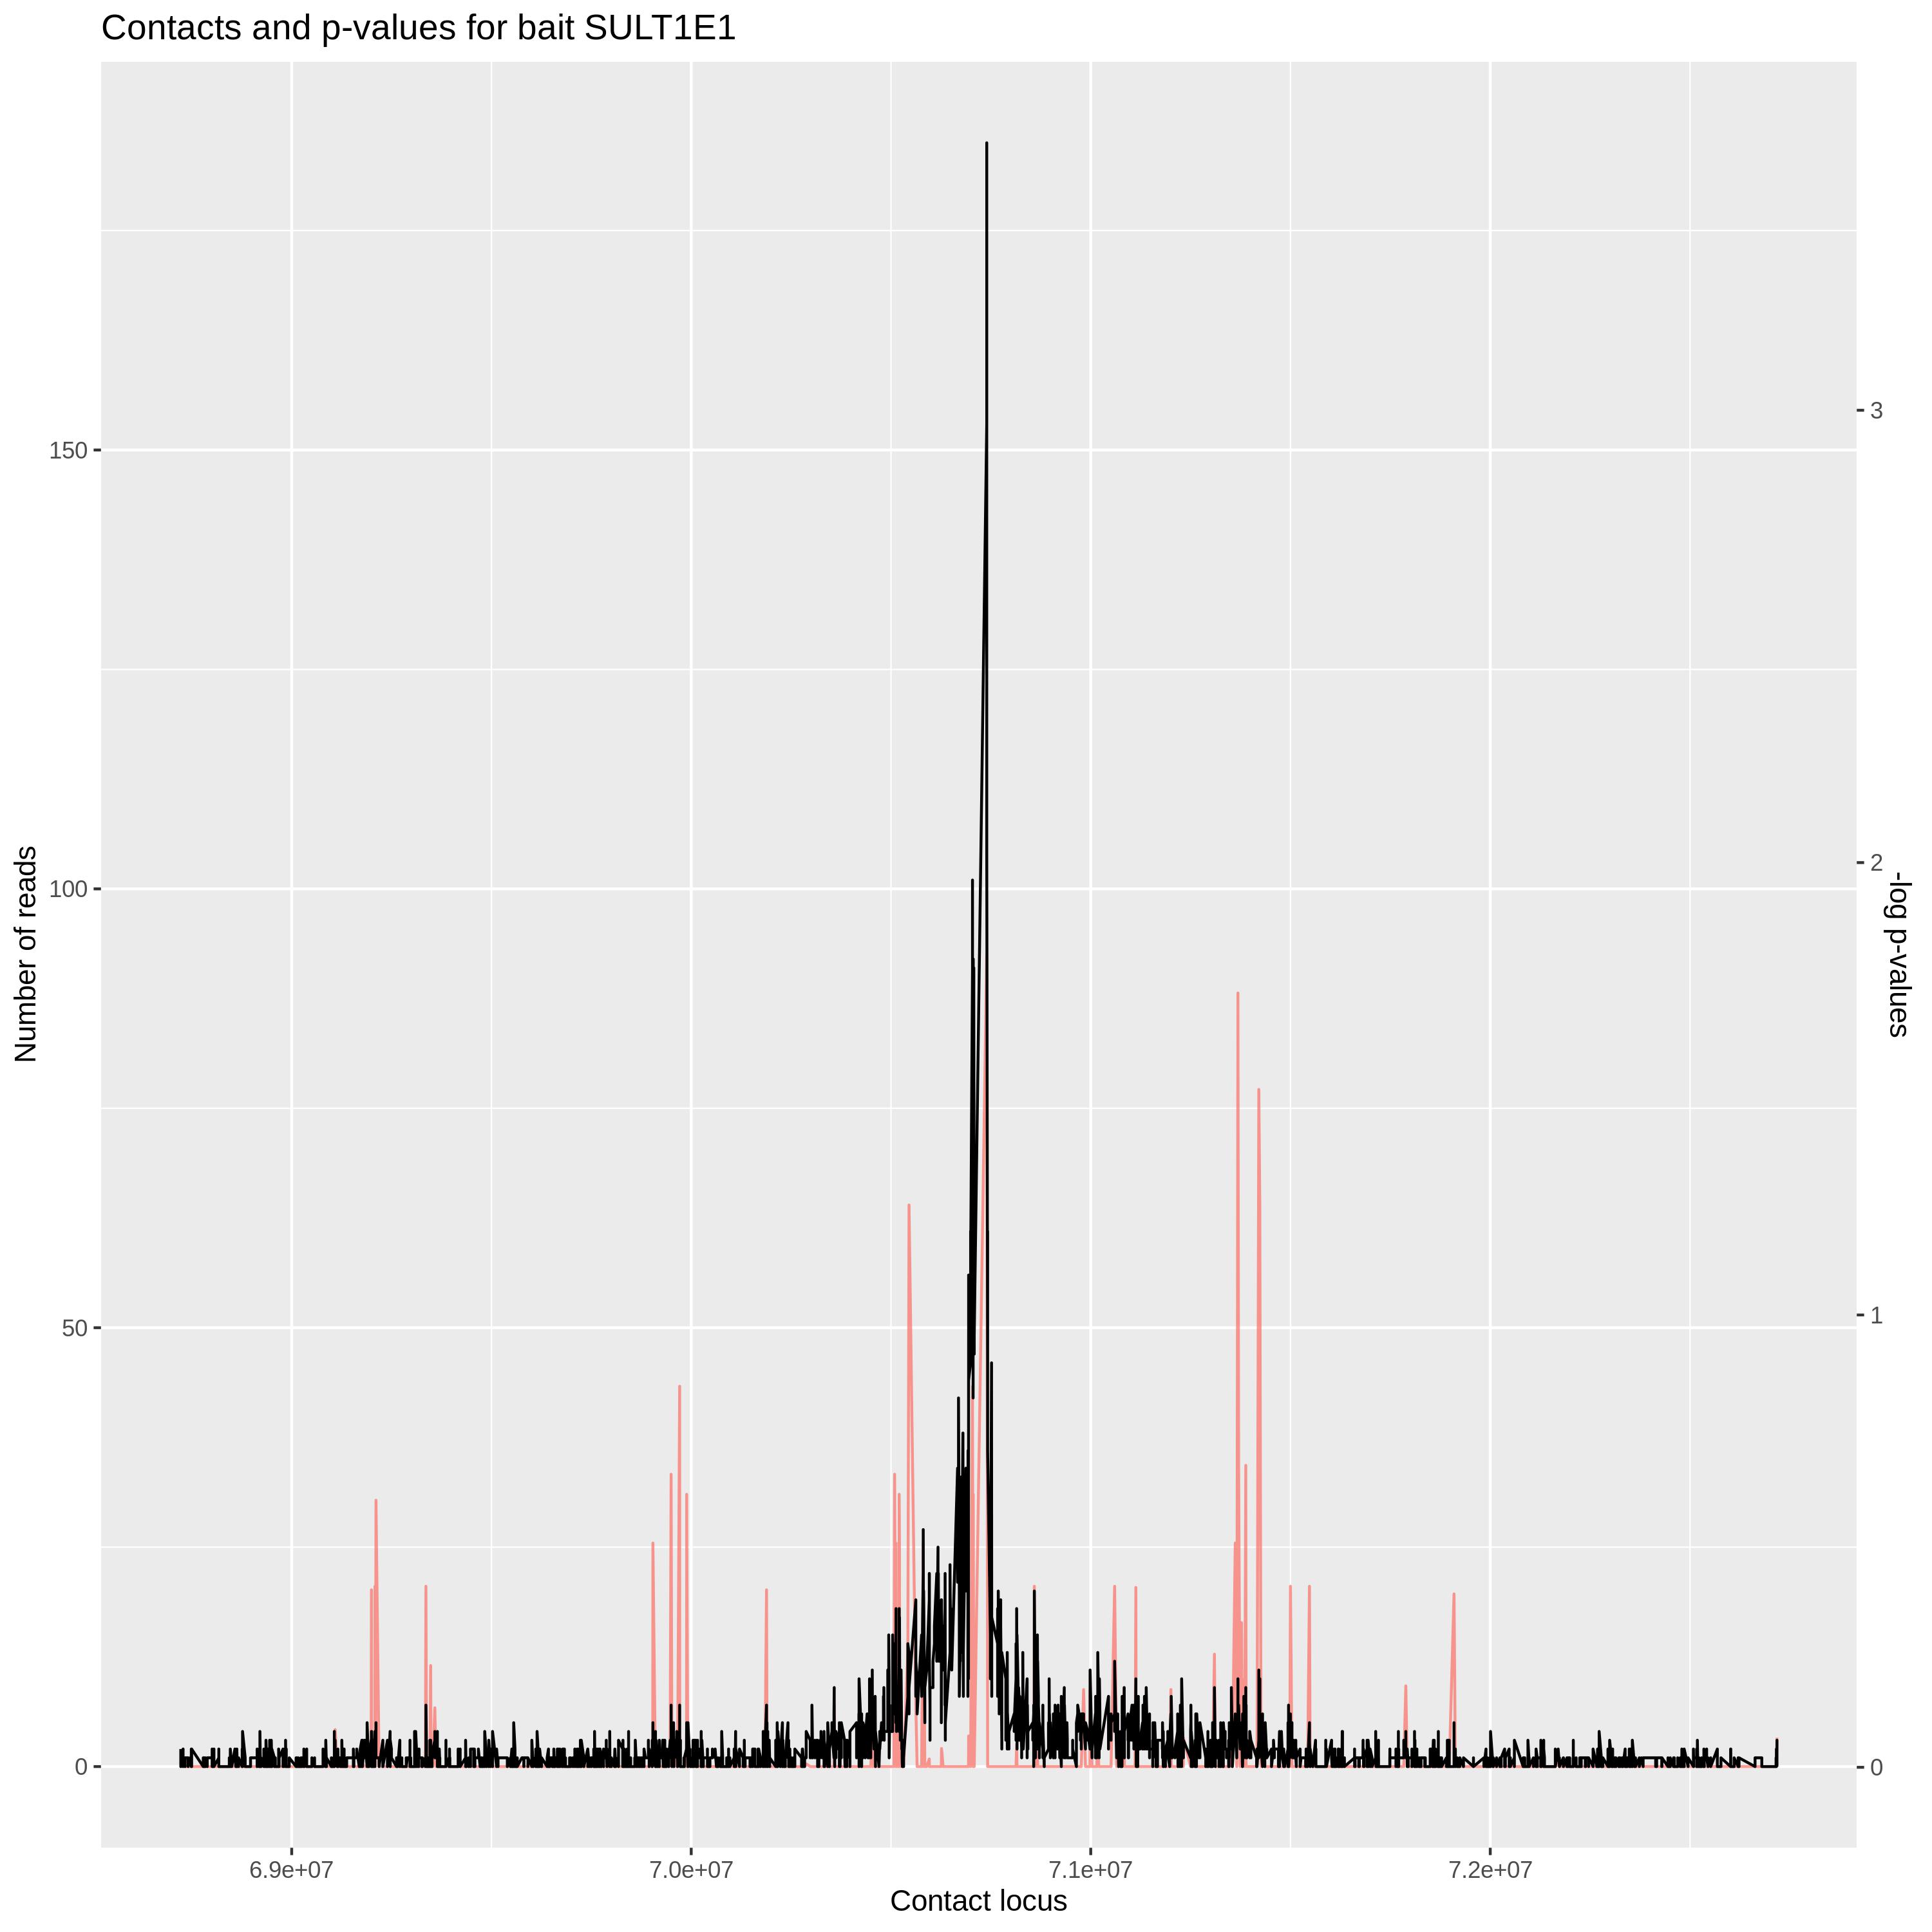 Contacts and p-values for bait SULT1E1
Number of reads
150
100
50
0
3
2
1
0
-log p-values
6.9e+07
7.0e+07
7.1e+07
7.2e+07
Contact locus